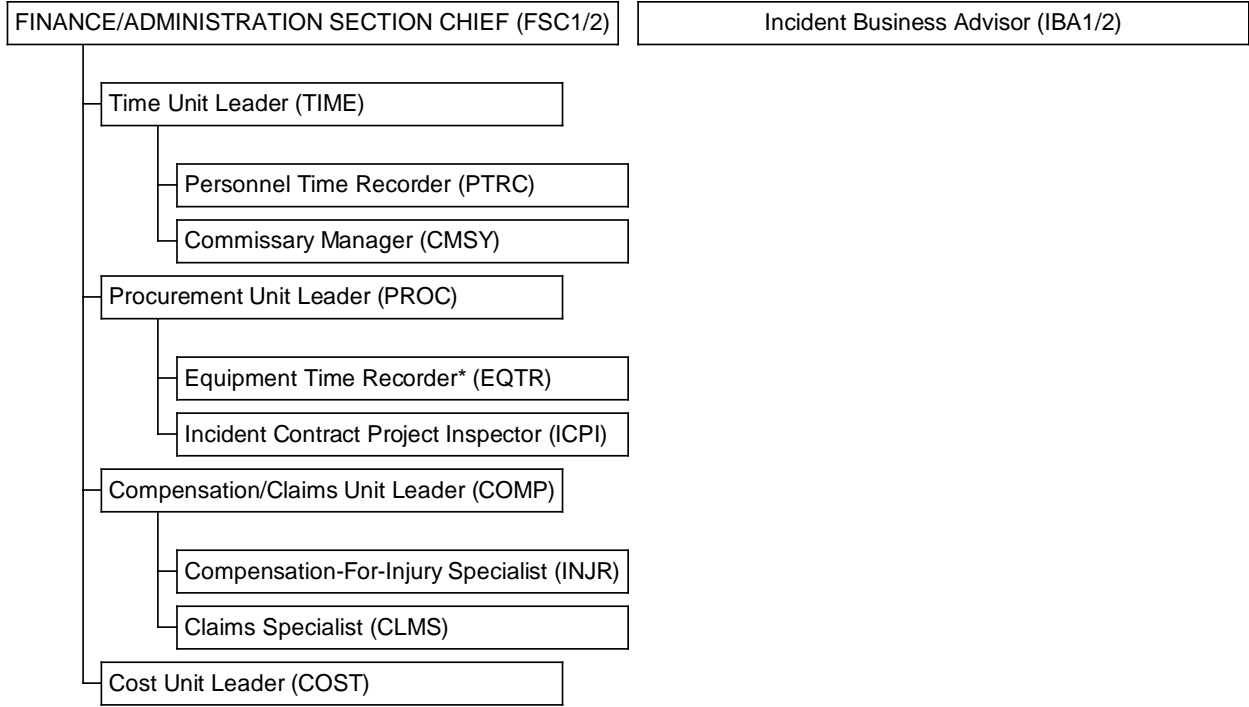 FINANCE/ADMINISTRATION SECTION CHIEF (FSC1/2)
Incident Business Advisor (IBA1/2)
Time Unit Leader (TIME)
Personnel Time Recorder (PTRC)
Commissary Manager (CMSY)
Procurement Unit Leader (PROC)
Equipment Time Recorder* (EQTR)
Incident Contract Project Inspector (ICPI)
Compensation/Claims Unit Leader (COMP)
Compensation-For-Injury Specialist (INJR)
Claims Specialist (CLMS)
Cost Unit Leader (COST)